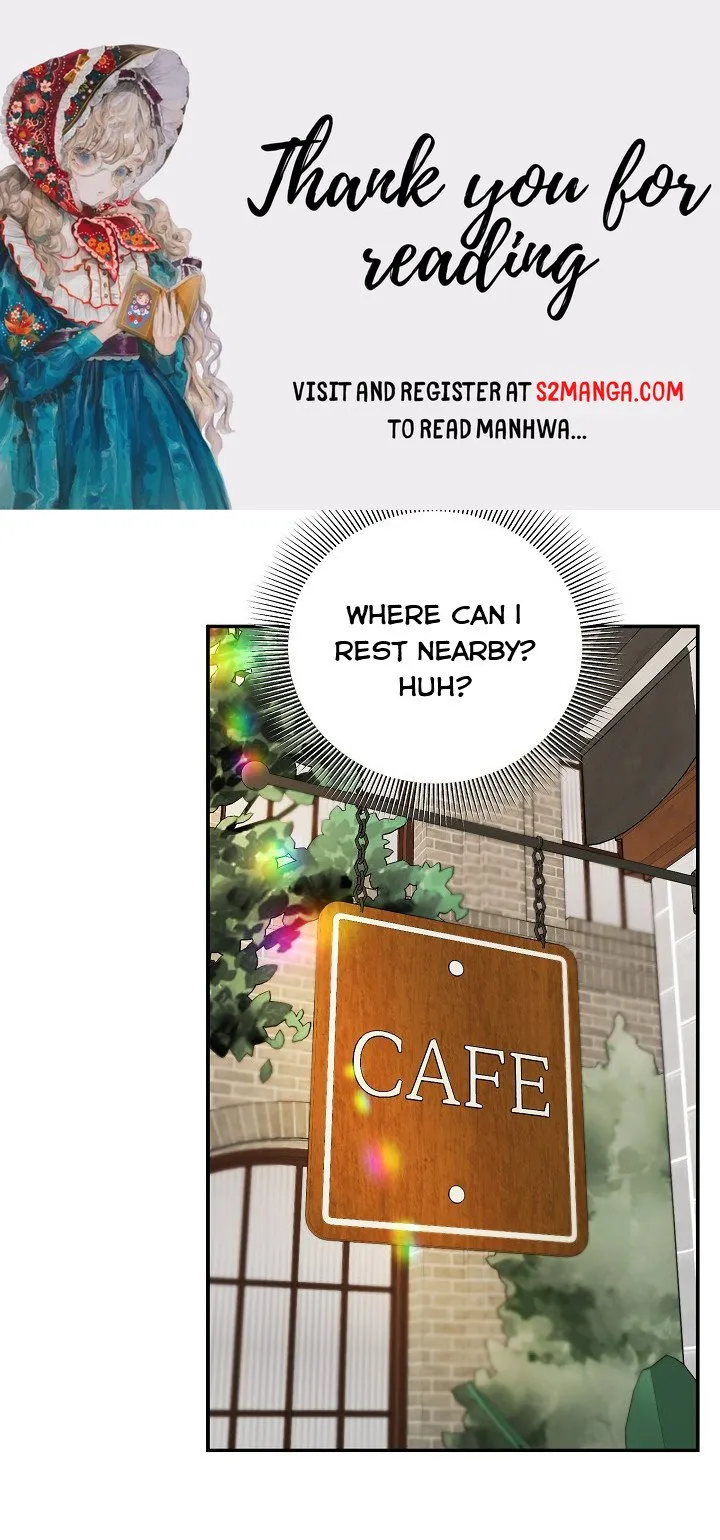 Thank you for
reading
VISIT AND REGISTER AT S2MANGA.COM
TO READ MANHWA...
WHERE CAN I
REST NEARBY?
HUH?
CAFE